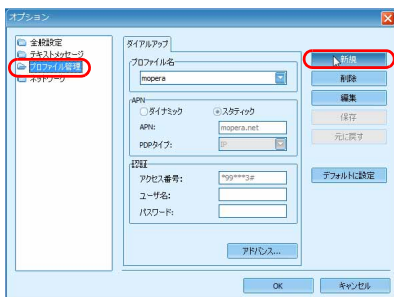 オプション
全般設定
テキストメッセージ
プロファイル管理
ネットワーク
ダイアルアップ
プロファイル名
mopera
APN
ダイナミック
スタティック
APN:
mopera.net
PDPタイプ:
IP
認証
アクセス番号:
*99***3#
ユーザ名:
パスワード:
アドバンス...
新規
削除
編集
保存
元に戻す
デフォルトに設定
OK
キャンセル